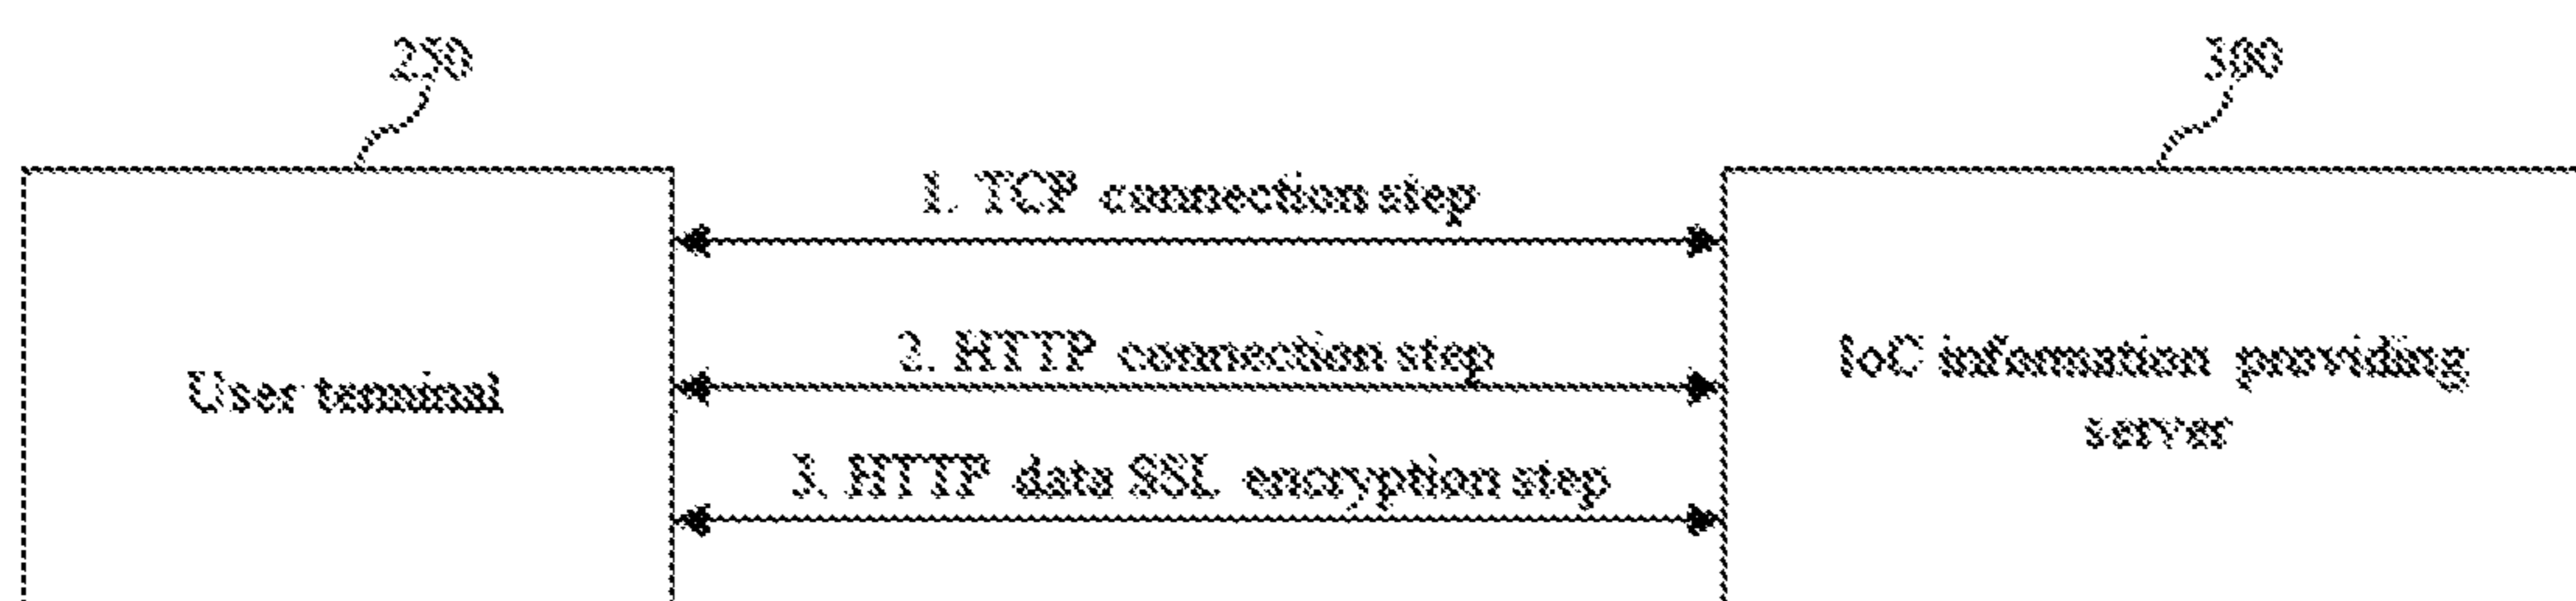 250
300
1. TCP connection step
2. HTTP connection step
User terminal
IoC information providing
server
3. HTTP data SSL encryption step